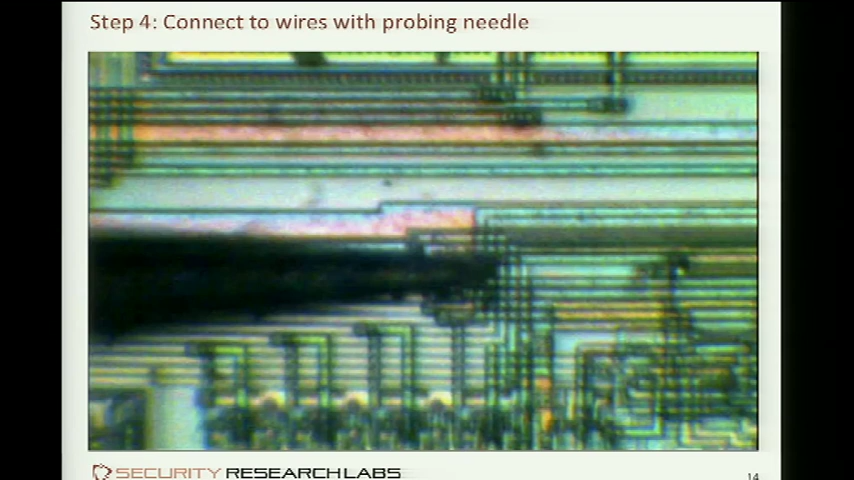 Step 4: Connect to wires with probing needle
SECURITY RESEARCH LABS
14